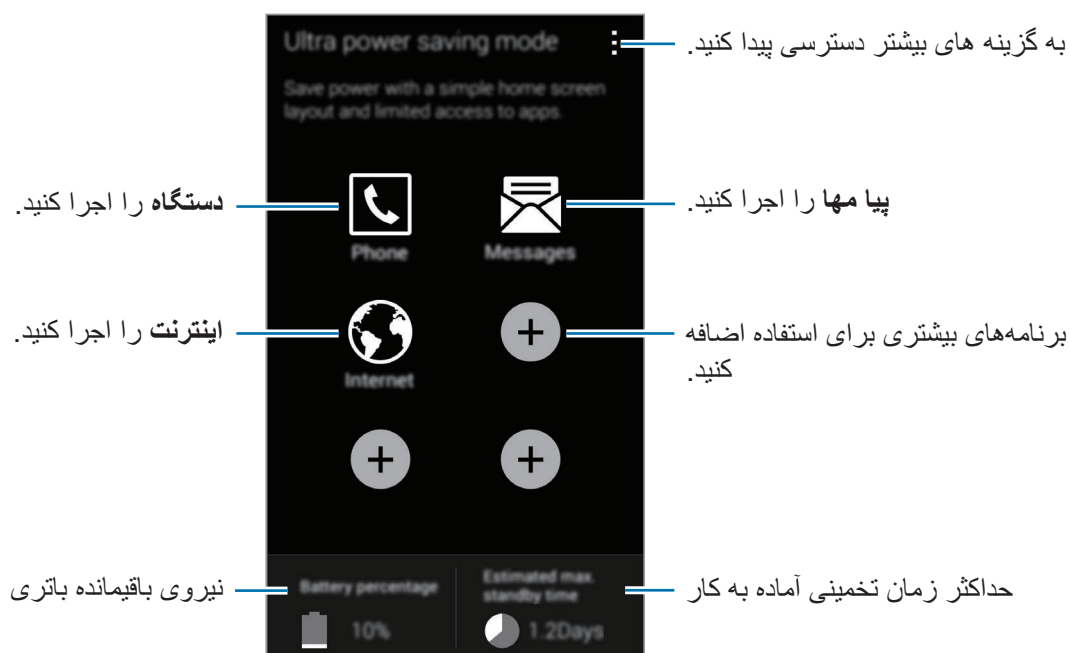 Ultra power saving mode
به گزینه های بیشتر دسترسی پیدا کنید.
Save power with a simple home screen
layout and limited access to apps.
پیا مها را اجرا کنید.
دستگاه را اجرا کنید.
Phone
Messages
برنامه‌های بیشتری برای استفاده اضافه
کنید.
اینترنت را اجرا کنید.
Internet
حداکثر زمان تخمینی آماده به کار
نیروی باقیمانده باتری
Battery percentage
10%
Estimated max.
standby time
1.2Days